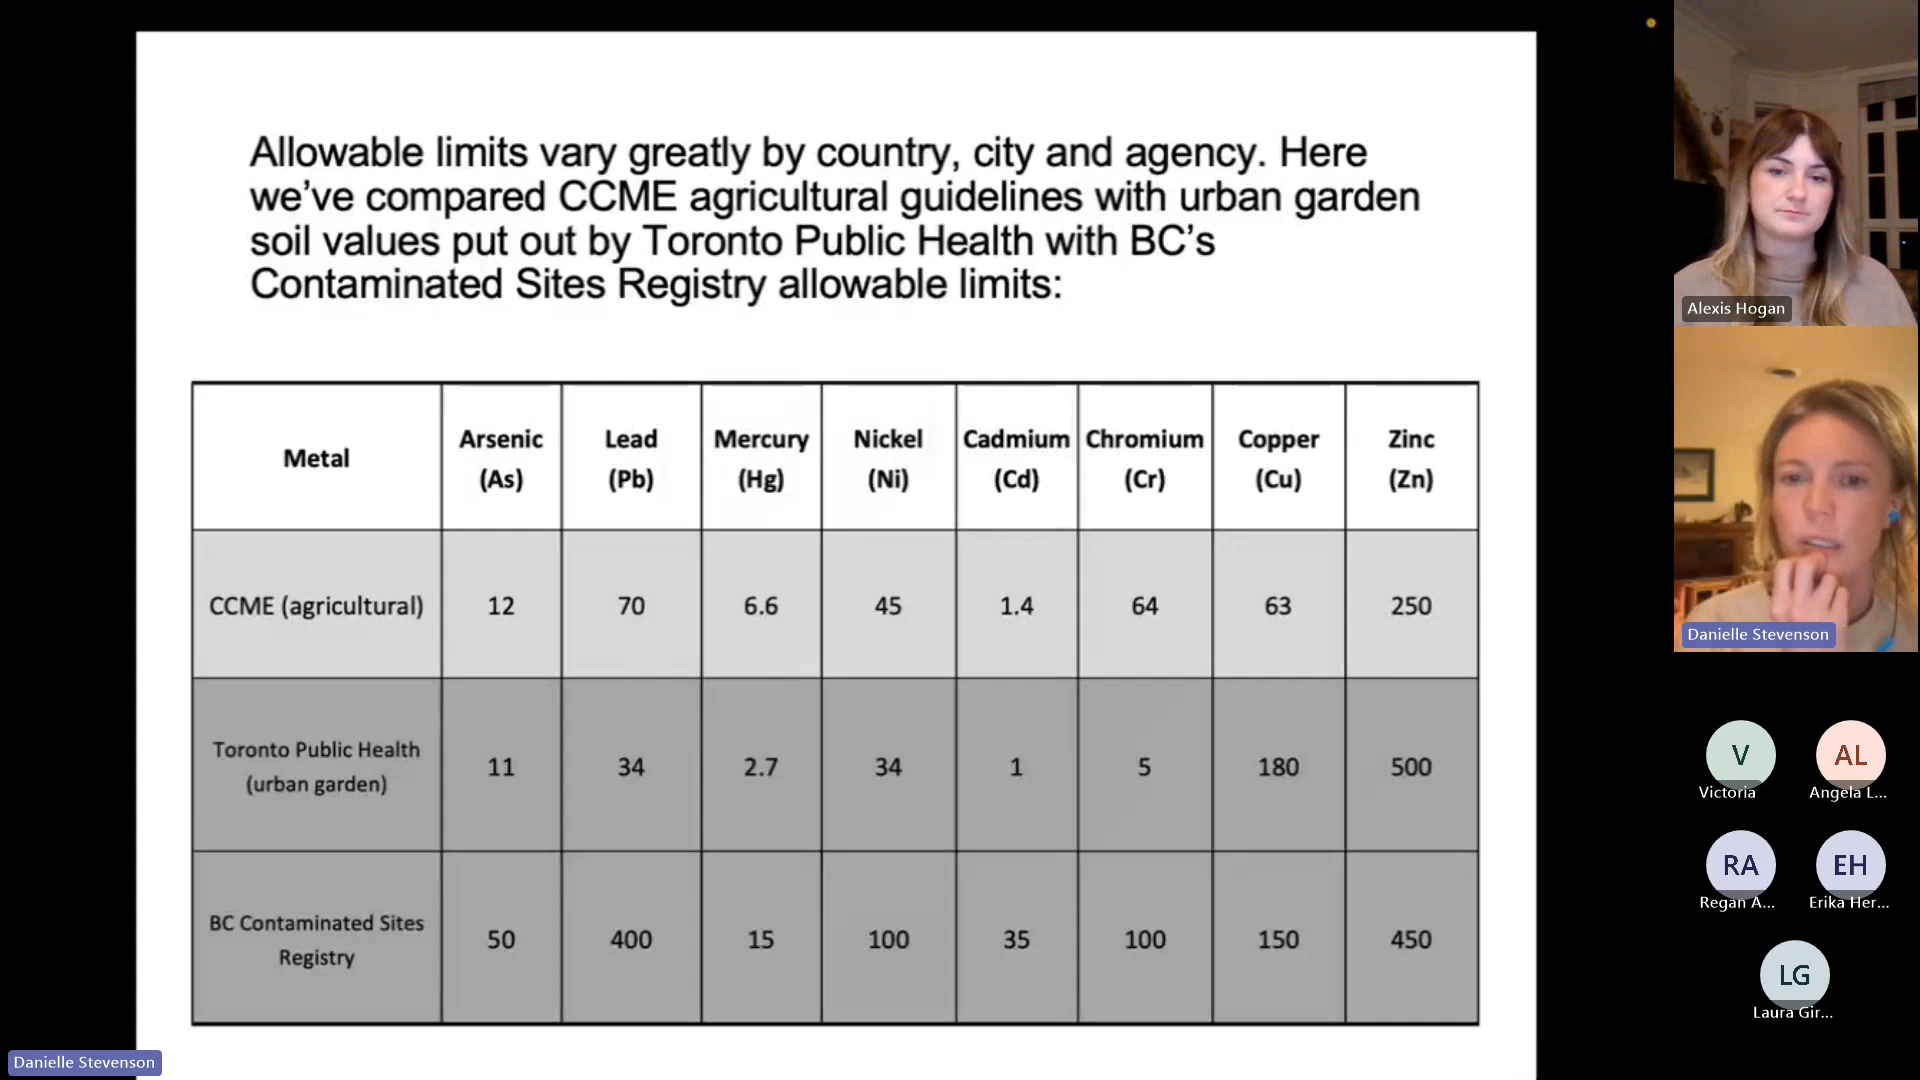 Allowable limits vary greatly by country, city and agency. Here
we've compared CCME agricultural guidelines with urban garden
soil values put out by Toronto Public Health with BC's
Contaminated Sites Registry allowable limits:
Metal Arsenic (As) Lead (Pb) Mercury (Hg) Nickel (Ni) Cadmium (Cd) Chromium (Cr) Copper (Cu) Zinc (Zn)
CCME (agricultural) 12 70 6.6 45 1.4 64 63 250
Toronto Public Health (urban garden) 11 34 2.7 34 1 5 180 500
BC Contaminated Sites Registry 50 400 15 100 35 100 150 450
Danielle Stevenson
Alexis Hogan
Danielle Stevenson
V
Victoria
AL
Angela L...
RA
Regan A...
EH
Erika Her...
LG
Laura Gir...